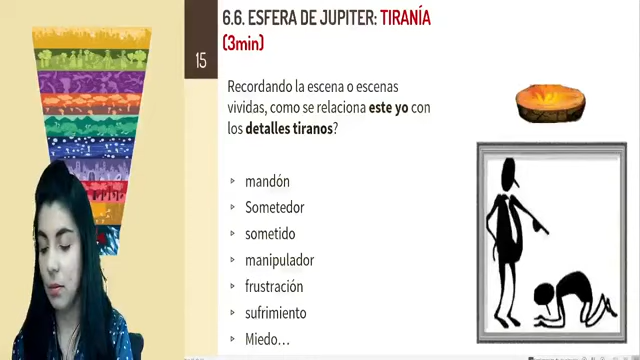 6.6. ESFERA DE JUPITER: TIRANÍA
(3min)
15
Recordando la escena o escenas
vividas, como se relaciona este yo con
los detalles tiranos?
mandón
Sometedor
sometido
manipulador
frustración
sufrimiento
Miedo...